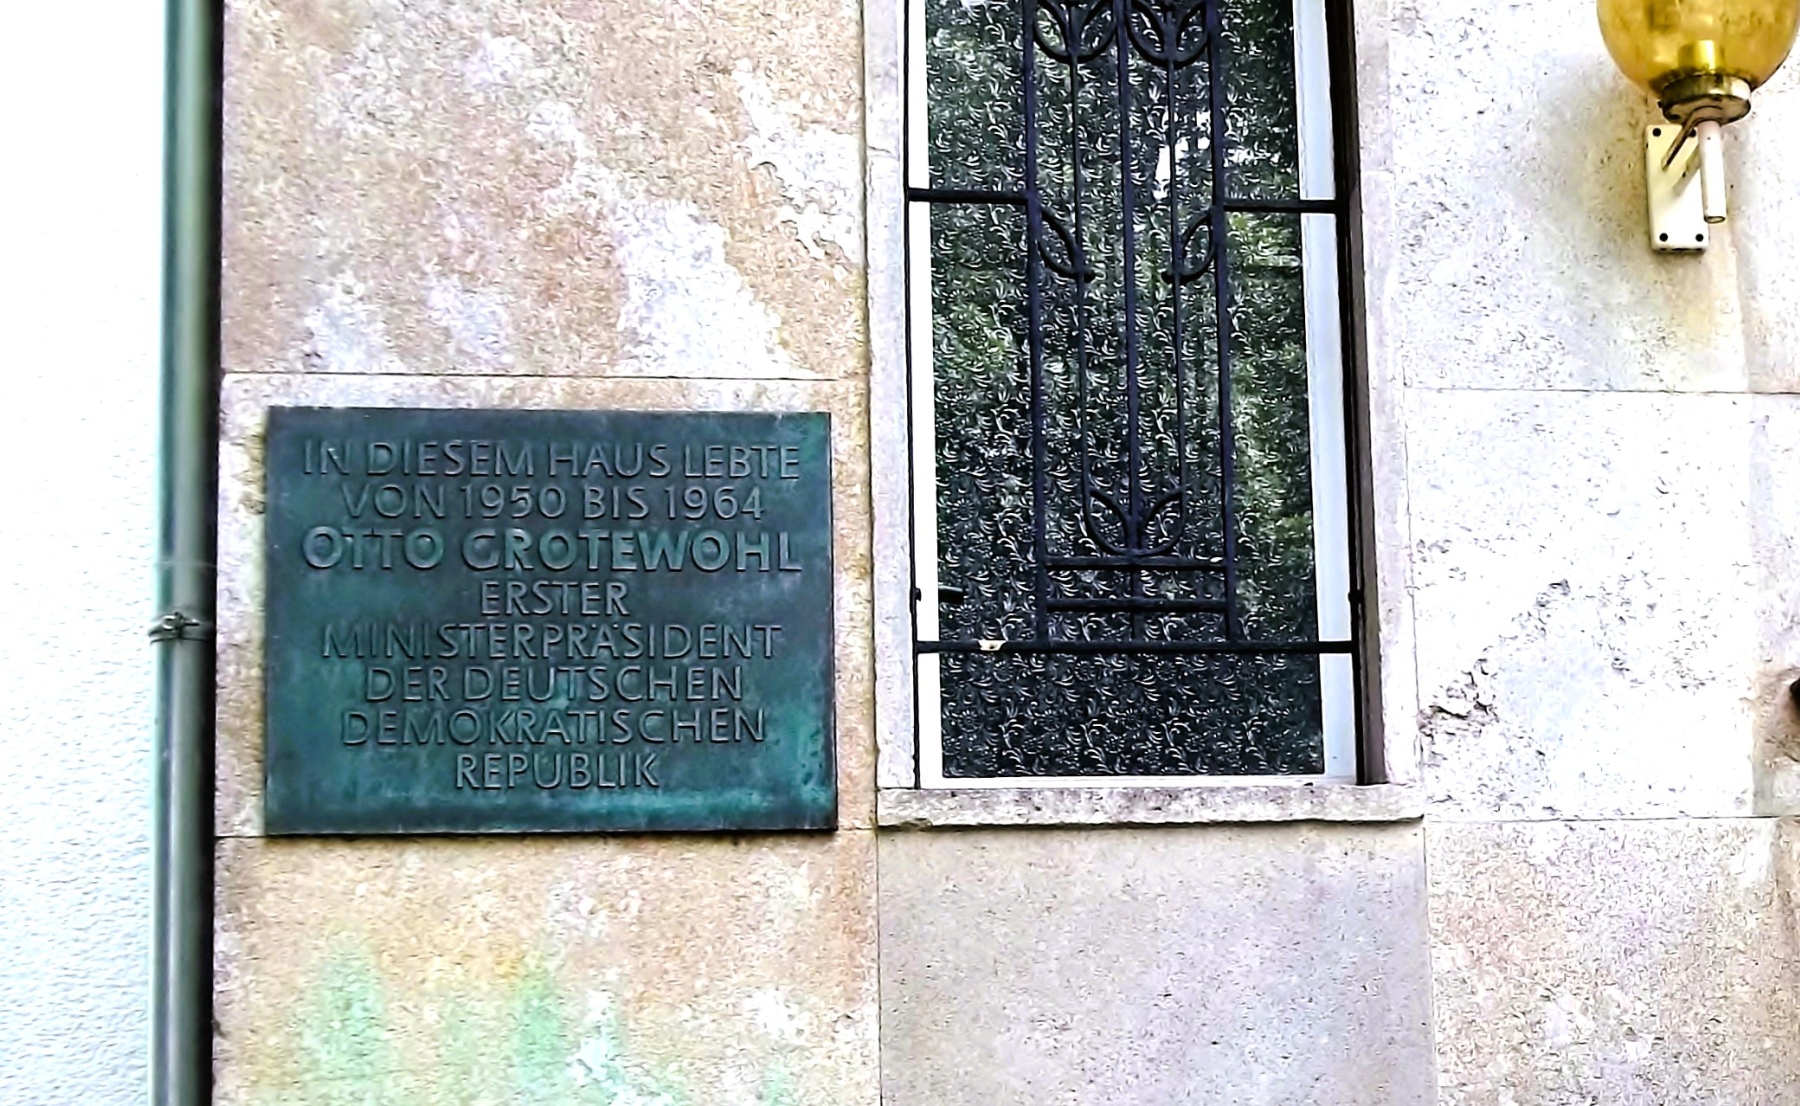 IN DIESEM HAUS LEBTE
VON 1950 BIS 1964
OTTO GROTEWOHL
ERSTER
MINISTERPRÄSIDENT
DER DEUTSCHEN
DEMOKRATISCHEN
REPUBLIK